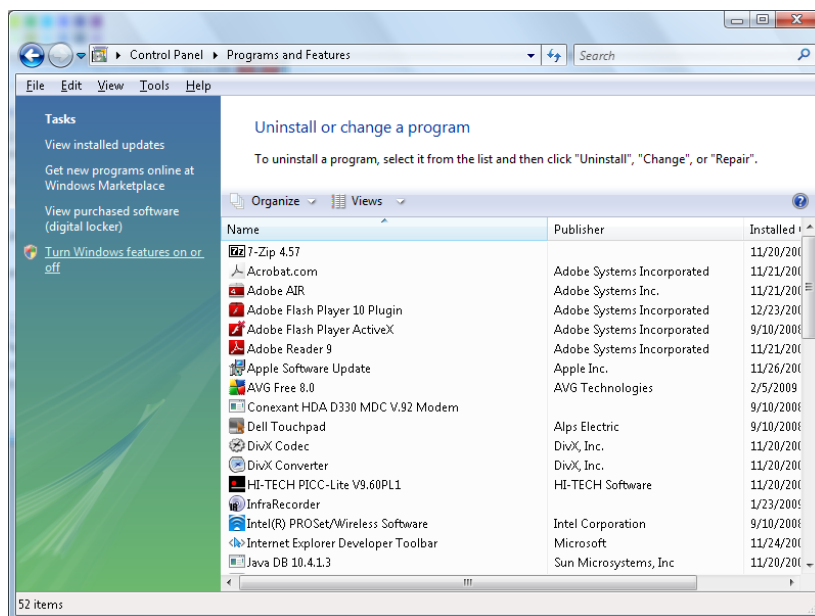 Control Panel ▸ Programs and Features
Search
File Edit View Tools Help
Tasks
View installed updates
Get new programs online at
Windows Marketplace
View purchased software
(digital locker)
Turn Windows features on or
off
Uninstall or change a program
To uninstall a program, select it from the list and then click "Uninstall", "Change", or "Repair".
Organize Views
Name Publisher Installed
7-Zip 4.57 11/20/200
Acrobat.com Adobe Systems Incorporated 11/21/200
Adobe AIR Adobe Systems Inc. 11/21/200
Adobe Flash Player 10 Plugin Adobe Systems Incorporated 12/23/200
Adobe Flash Player ActiveX Adobe Systems Incorporated 9/10/2008
Adobe Reader 9 Adobe Systems Incorporated 11/21/200
Apple Software Update Apple Inc. 11/26/200
AVG Free 8.0 AVG Technologies 2/5/2009
Conexant HDA D330 MDC V.92 Modem 9/10/2008
Dell Touchpad Alps Electric 9/10/2008
DivX Codec DivX, Inc. 11/20/200
DivX Converter DivX, Inc. 11/20/200
HI-TECH PICC-Lite V9.60PL1 HI-TECH Software 11/20/200
InfraRecorder 1/23/2009
Intel(R) PROSet/Wireless Software Intel Corporation 9/10/2008
Internet Explorer Developer Toolbar Microsoft 11/24/200
Java DB 10.4.1.3 Sun Microsystems, Inc 11/20/200
52 items